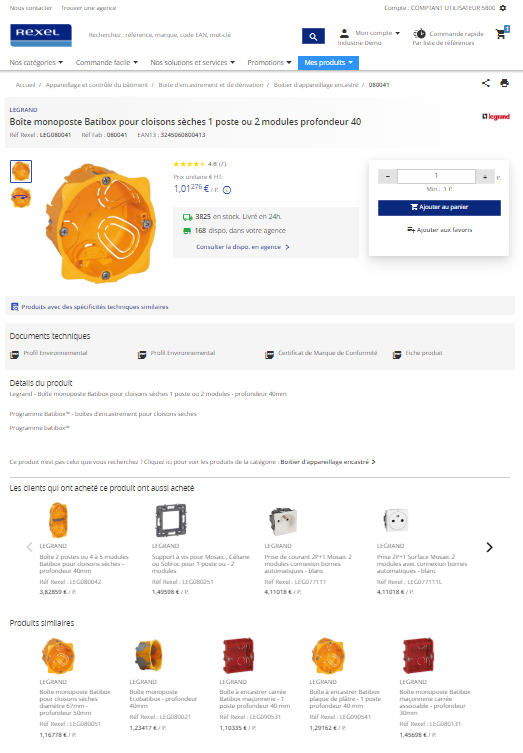 Nous contacter Trouver une agence Compte : COMPTANT UTILISATEUR 5800
REXEL Recherchez : référence, marque, code EAN, mot-clé Mon compte Commande rapide 1
Industrie Demo Par liste de références
Nos catégories Commande facile Nos solutions et services Promotions Mes produits
Accueil / Appareillage et contrôle du bâtiment / Boite d'encastrement et de dérivation / Boitier d'appareillage encastré / 080041
LEGRAND
Boîte monoposte Batibox pour cloisons sèches 1 poste ou 2 modules profondeur 40
legrand
Réf Rexel : LEG080041 Réf Fab : 080041 EAN13 : 3245060800413
4.6 (7)
Prix unitaire € HT:
1,01276 € / P.
3825 en stock. Livré en 24h.
168 dispo. dans votre agence
Consulter la dispo. en agence
- 1 + P.
Min : 1 P.
Ajouter au panier
Ajouter aux favoris
Produits avec des spécificités techniques similaires
Documents techniques
Profil Environnemental Profil Environnemental Certificat de Marque de Conformité Fiche produit
Détails du produit
Legrand - Boîte monoposte Batibox pour cloisons sèches 1 poste ou 2 modules - profondeur 40mm
Programme Batibox™ - boîtes d'encastrement pour cloisons sèches
Programme batibox™
Ce produit n'est pas celui que vous recherchez ? Cliquez ici pour voir les produits de la catégorie : Boitier d'appareillage encastré
Les clients qui ont acheté ce produit ont aussi acheté
LEGRAND
Boîte 2 postes ou 4 à 5 modules
Batibox pour cloisons sèches -
profondeur 40mm
Réf Rexel : LEG080042
3,82859 € / P.
LEGRAND
Support à vis pour Mosaic , Céliane
ou Soliroc pour 1 poste ou - 2
modules
Réf Rexel : LEG080251
1,49598 € / P.
LEGRAND
Prise de courant 2P+T Mosaic 2
modules connexion bornes
automatiques - blanc
Réf Rexel : LEG077111
4,11018 € / P.
LEGRAND
Prise 2P+T Surface Mosaic 2
modules avec connexion bornes
automatiques - blanc
Réf Rexel : LEG077111L
4,11018 € / P.
Produits similaires
LEGRAND
Boîte monoposte Batibox
pour cloisons sèches
diamètre 67mm -
profondeur 50mm
Réf Rexel : LEG080051
1,16778 € / P.
LEGRAND
Boîte monoposte
Ecobatibox - profondeur
40mm
Réf Rexel : LEG080021
1,23417 € / P.
LEGRAND
Boîte à encastrer carrée
Batibox maçonnerie - 1
poste profondeur 40 mm
Réf Rexel : LEG090531
1,10335 € / P.
LEGRAND
Boîte à encastrer Batibox
plaque de plâtre - 1 poste
profondeur 40 mm
Réf Rexel : LEG090541
1,29162 € / P.
LEGRAND
Boîte monoposte Batibox
maçonnerie carrée
associable - profondeur
30mm
Réf Rexel : LEG080131
1,45698 € / P.